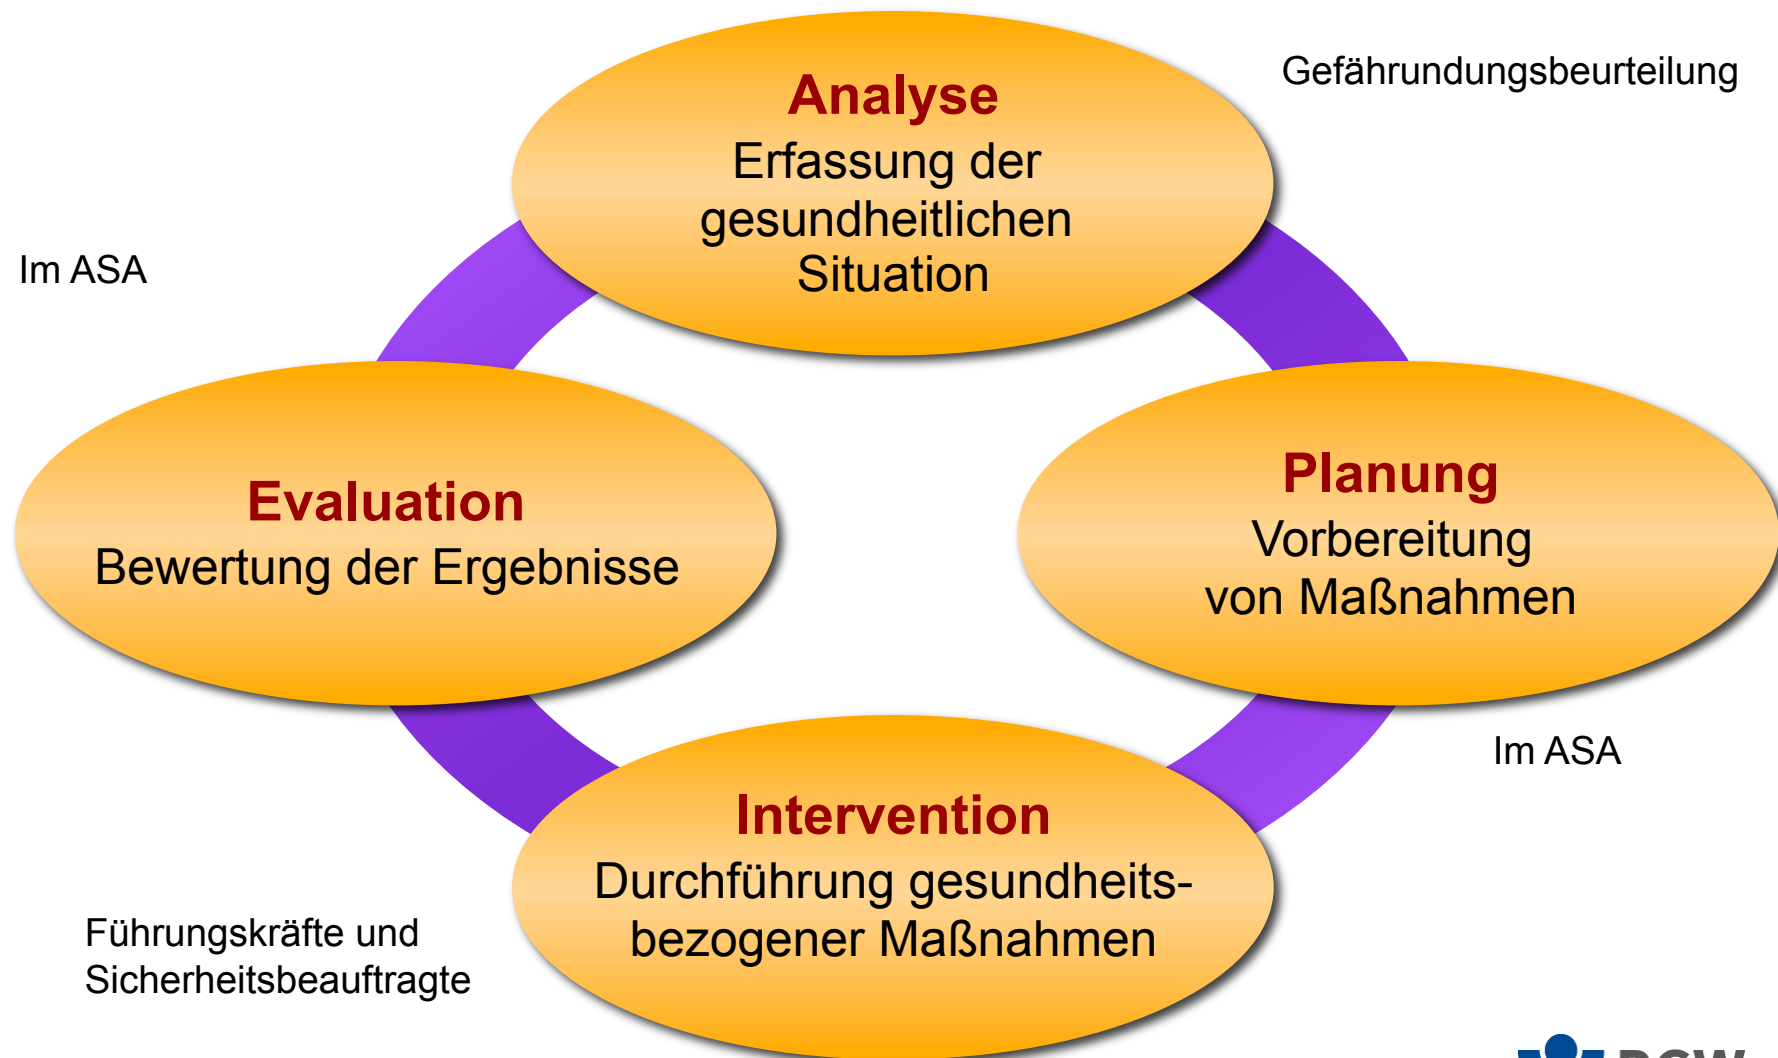 Analyse
Erfassung der
gesundheitlichen
Situation
Gefährundungsbeurteilung
Im ASA
Planung
Vorbereitung
von Maßnahmen
Evaluation
Bewertung der Ergebnisse
Im ASA
Intervention
Durchführung gesundheits-
bezogener Maßnahmen
Führungskräfte und
Sicherheitsbeauftragte
BGW